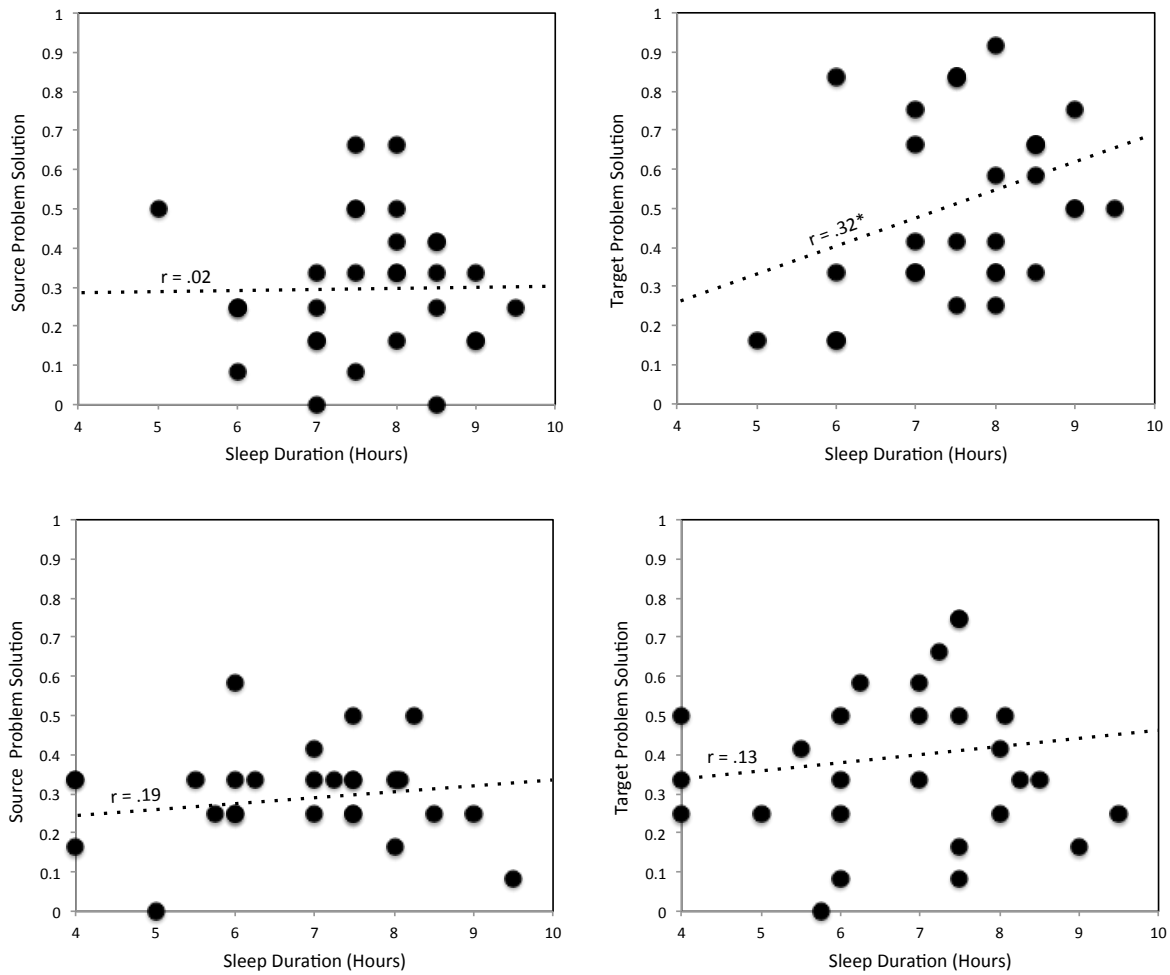 1
0.9
0.8
0.7
0.6
0.5
0.4
0.3
0.2
0.1
0
Source Problem Solution
r = .02
4 5 6 7 8 9 10
Sleep Duration (Hours)
1
0.9
0.8
0.7
0.6
0.5
0.4
0.3
0.2
0.1
0
Target Problem Solution
r = .32*
4 5 6 7 8 9 10
Sleep Duration (Hours)
1
0.9
0.8
0.7
0.6
0.5
0.4
0.3
0.2
0.1
0
Source Problem Solution
r = .19
4 5 6 7 8 9 10
Sleep Duration (Hours)
1
0.9
0.8
0.7
0.6
0.5
0.4
0.3
0.2
0.1
0
Target Problem Solution
r = .13
4 5 6 7 8 9 10
Sleep Duration (Hours)